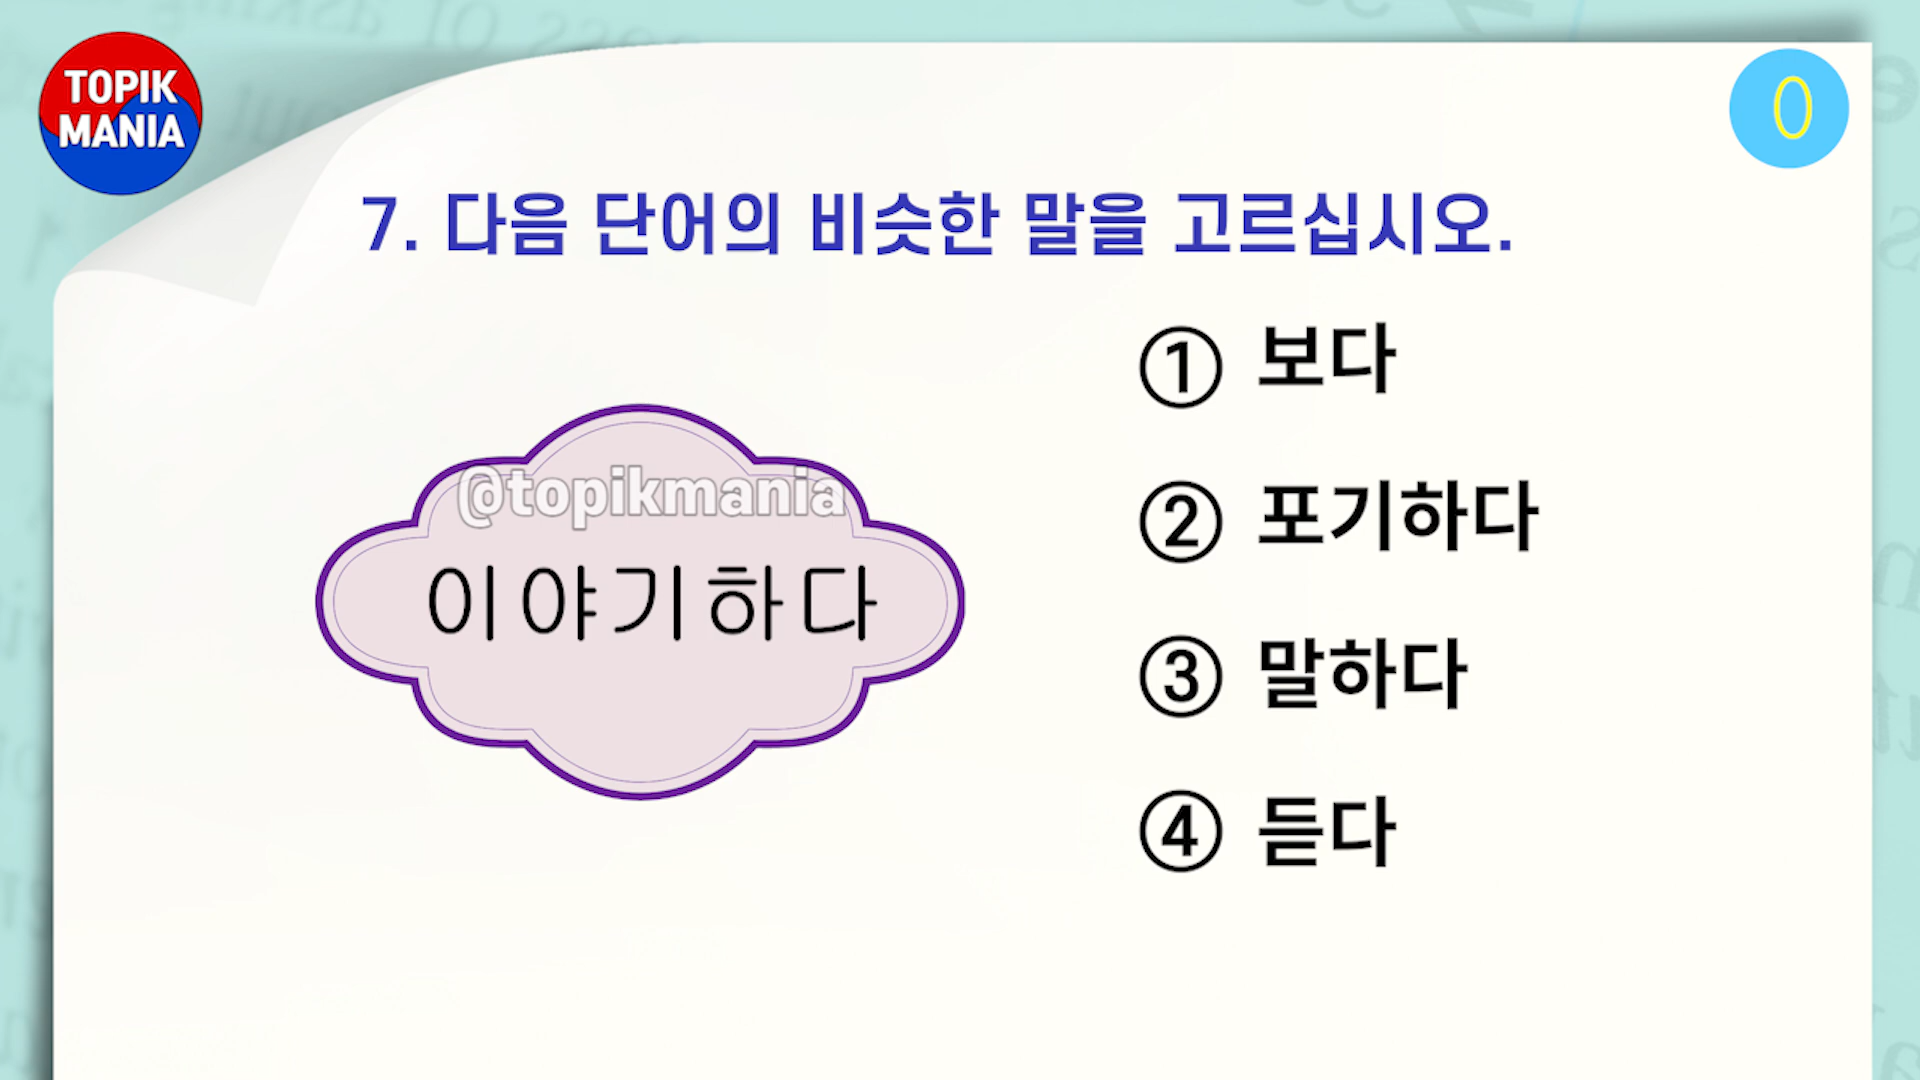 TOPIK
MANIA
0
7. 다음 단어의 비슷한 말을 고르십시오.
@topikmania
이야기하다
① 보다
② 포기하다
③ 말하다
④ 듣다